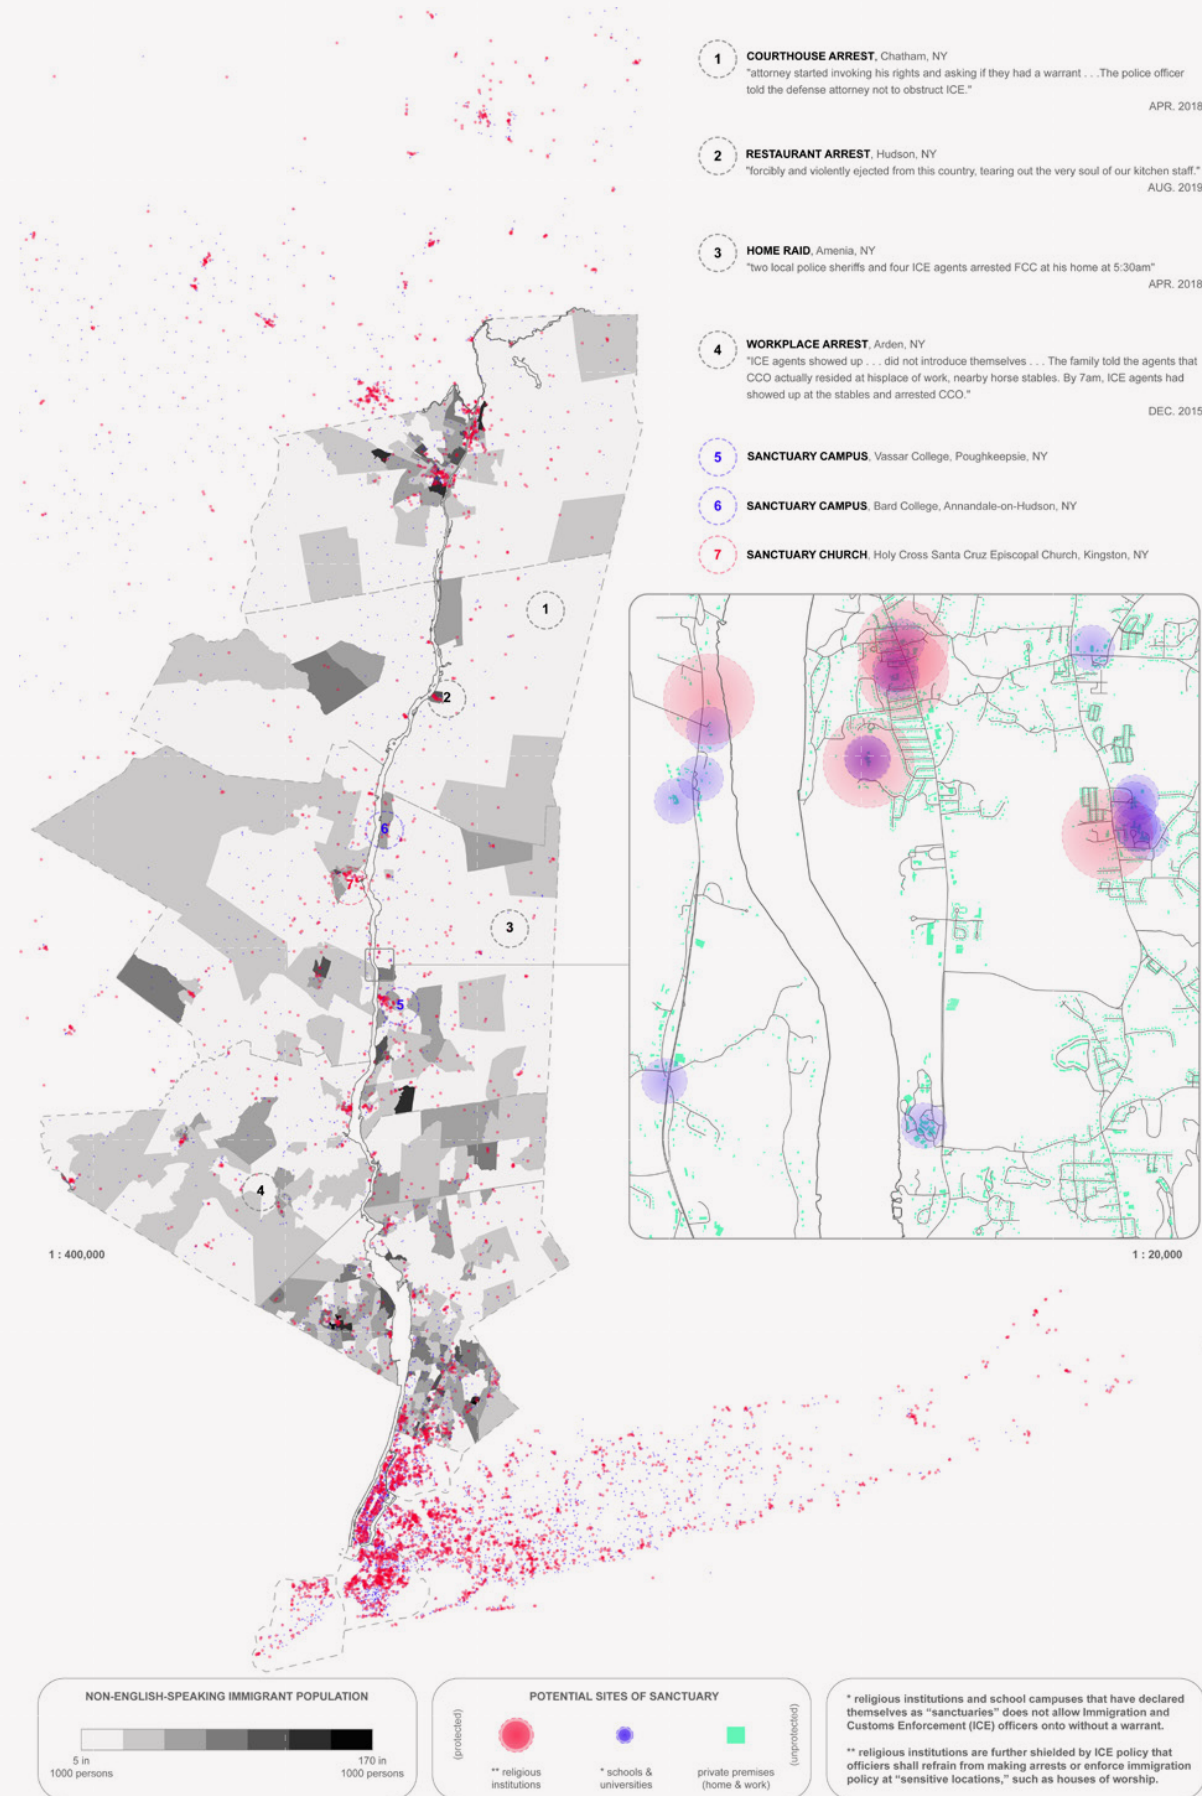 1
COURTHOUSE ARREST, Chatham, NY
"attorney started invoking his rights and asking if they had a warrant . . .The police officer
told the defense attorney not to obstruct ICE."
APR. 2018
2
RESTAURANT ARREST, Hudson, NY
"forcibly and violently ejected from this country, tearing out the very soul of our kitchen staff."
AUG. 2019
3
HOME RAID, Amenia, NY
"two local police sheriffs and four ICE agents arrested FCC at his home at 5:30am"
APR. 2018
4
WORKPLACE ARREST, Arden, NY
"ICE agents showed up . . . did not introduce themselves . . . The family told the agents that
CCO actually resided at hisplace of work, nearby horse stables. By 7am, ICE agents had
showed up at the stables and arrested CCO."
DEC. 2015
5
SANCTUARY CAMPUS, Vassar College, Poughkeepsie, NY
6
SANCTUARY CAMPUS, Bard College, Annandale-on-Hudson, NY
7
SANCTUARY CHURCH, Holy Cross Santa Cruz Episcopal Church, Kingston, NY
1
2
6
7
3
5
4
1 : 400,000
1 : 20,000
NON-ENGLISH-SPEAKING IMMIGRANT POPULATION
5 in
1000 persons
170 in
1000 persons
POTENTIAL SITES OF SANCTUARY
(protected)
** religious
institutions
* schools &
universities
private premises
(home & work)
(unprotected)
* religious institutions and school campuses that have declared
themselves as “sanctuaries” does not allow Immigration and
Customs Enforcement (ICE) officers onto without a warrant.
** religious institutions are further shielded by ICE policy that
officers shall refrain from making arrests or enforce immigration
policy at “sensitive locations,” such as houses of worship.